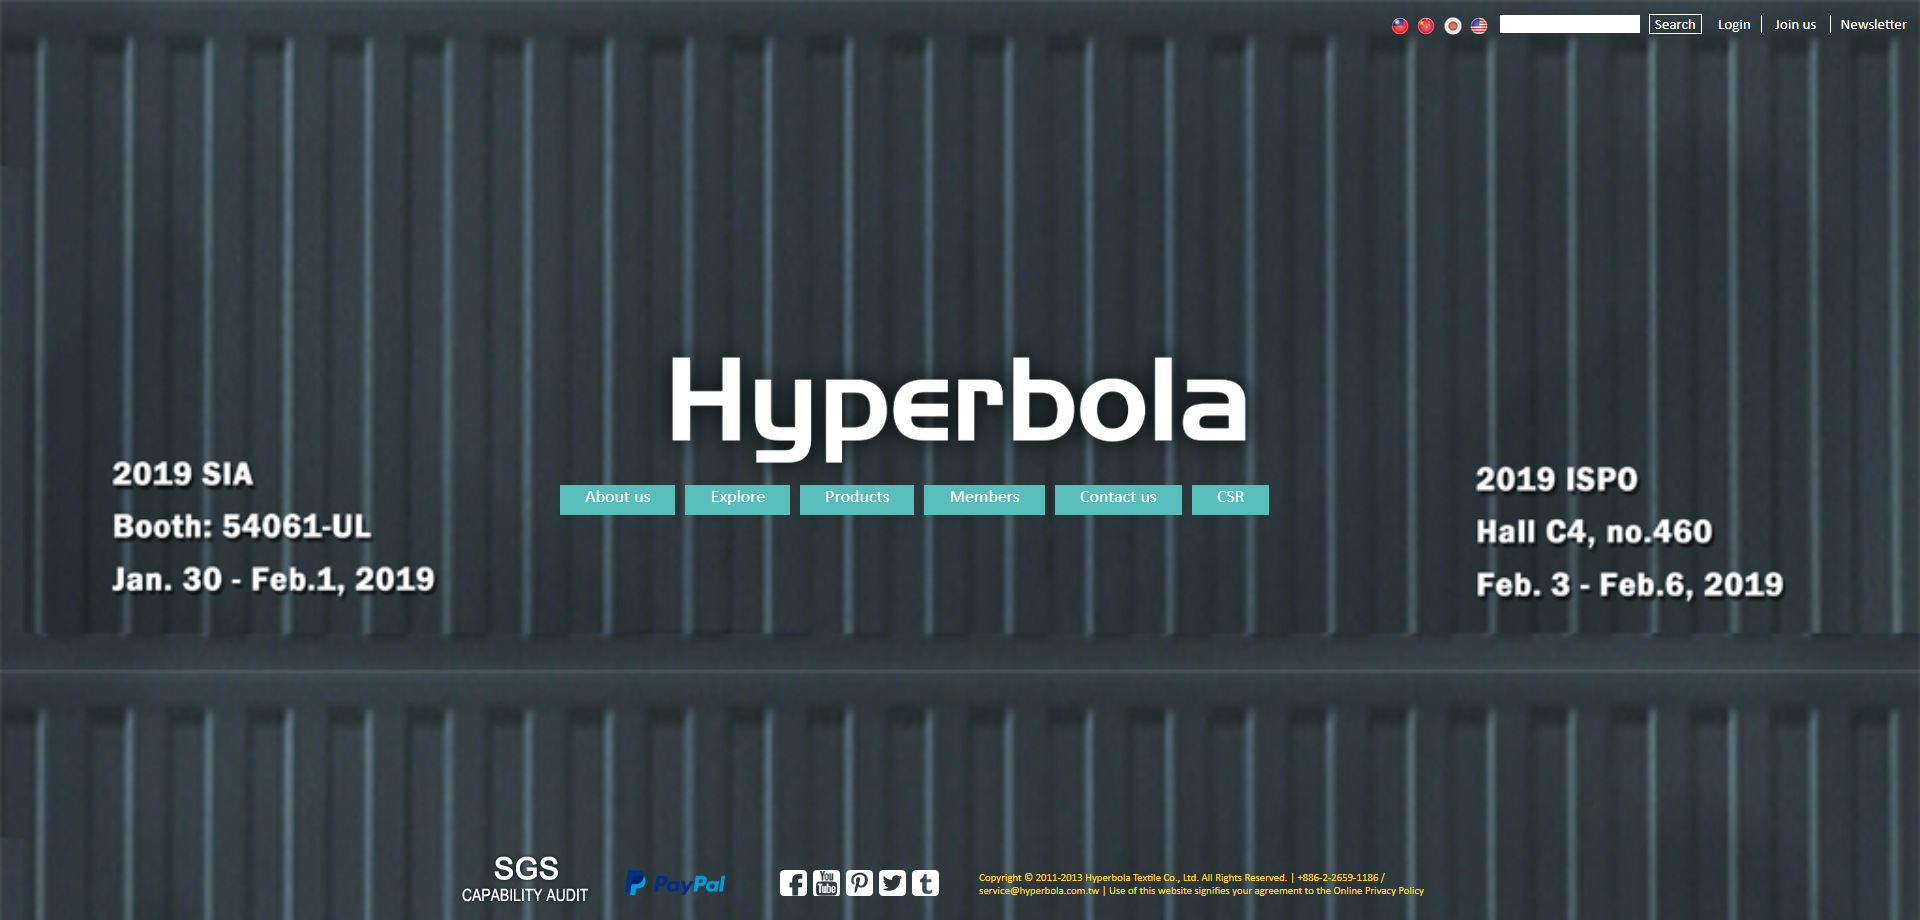 Search
Login
Join us
Newsletter
Hyperbola
2019 SIA
Booth: 54061-UL
Jan. 30 - Feb.1, 2019
About us
Explore
Products
Members
Contact us
CSR
2019 ISPO
Hall C4, no.460
Feb. 3 - Feb.6, 2019
SGS
CAPABILITY AUDIT
PayPal
You
Tube
Copyright © 2011-2013 Hyperbola Textile Co., Ltd. All Rights Reserved. | +886-2-2659-1186 /
service@hyperbola.com.tw | Use of this website signifies your agreement to the Online Privacy Policy